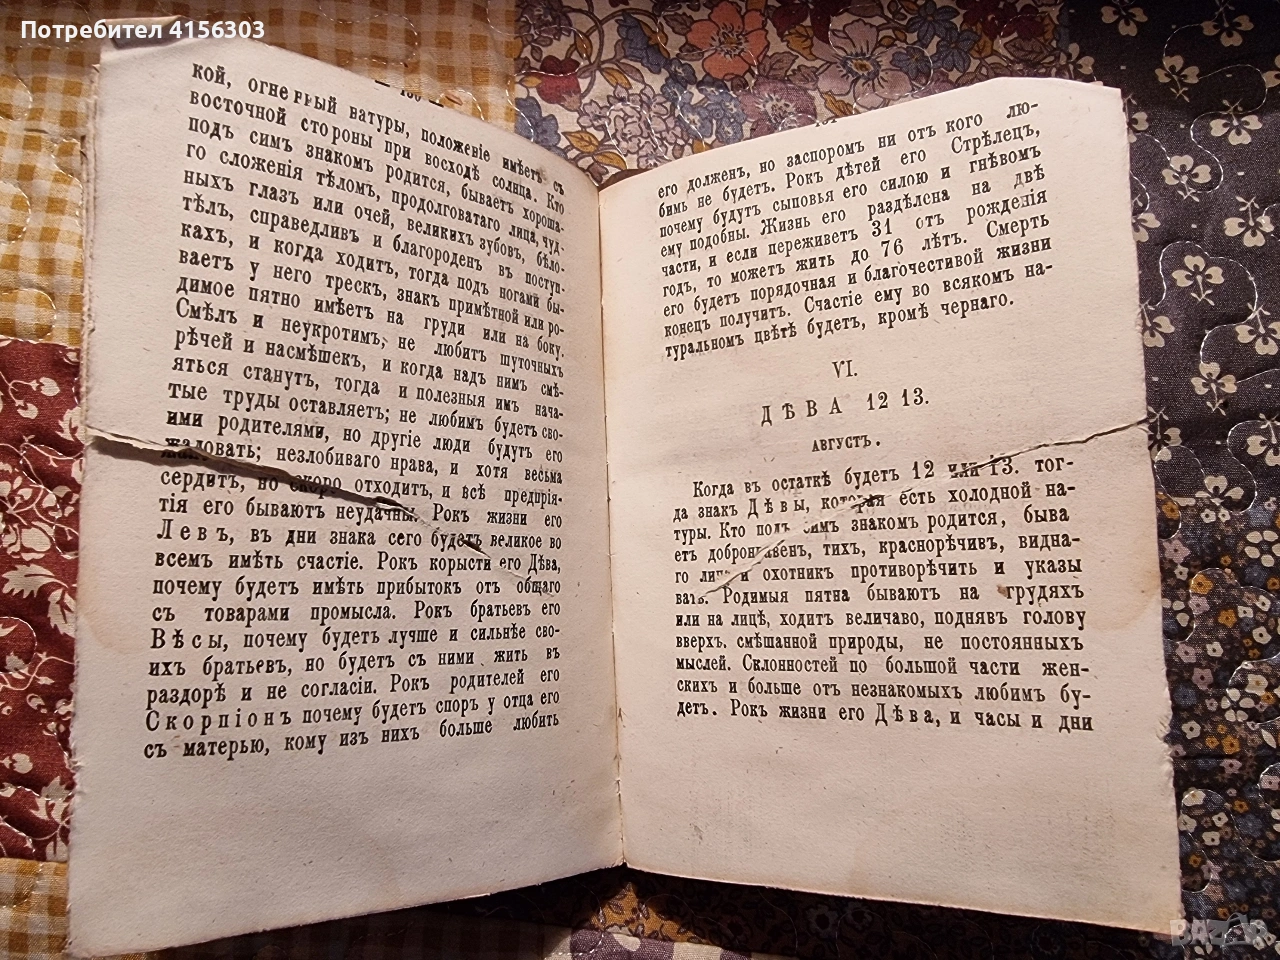 Потребител 4156303
кой, огненный натуры, положеніе имѣетъ съ
восточной стороны при восходѣ солнца. Кто
подъ симъ знакомъ родится, бываетъ хороша-
го сложенія тѣломъ, продолговатаго лица, чуд-
ныхъ глазъ или очей, великихъ зубовъ, бѣло-
тѣлъ, справедливъ и благороденъ въ поступ-
кахъ, и когда ходитъ, тогда подъ ногами бы-
ваетъ у него трескъ, знакъ примѣтной или ро-
димое пятно имѣетъ на груди или на боку.
Смѣлъ и неукротимъ, не любитъ шуточныхъ
рѣчей и насмѣшекъ, и когда надъ нимъ смѣ-
яться станутъ, тогда и полезныя имъ нача-
тые труды оставляетъ; не любимъ будетъ сво-
ими родителями, но другіе люди будутъ его
жаловать; незлобиваго нрава, и хотя весьма
сердитъ, но скоро отходитъ, и всѣ предпрія-
тія его бываютъ неудачны. Рокъ жизни его
Левъ, въ дни знака сего будетъ великое во
всемъ имѣть счастіе. Рокъ корысти его Дѣва,
почему будетъ имѣть прибытокъ отъ общаго
съ товарами промысла. Рокъ братьевъ его
Вѣсы, почему будетъ лучше и сильнѣе сво-
ихъ братьевъ, но будетъ съ ними жить въ
раздорѣ и не согласіи. Рокъ родителей его
Скорпіонъ почему будетъ споръ у отца его
съ матерью, кому изъ нихъ больше любить
его долженъ, но заспоромъ ни отъ кого лю-
бимъ не будетъ. Рокъ дѣтей его Стрѣлецъ,
почему будутъ сыновья его силою и гнѣвомъ
ему подобны. Жизнь его раздѣлена на двѣ
части, и если переживетъ 31 отъ рожденія
годъ, то можетъ жить до 76 лѣтъ. Смерть
его будетъ порядочная и благочестивой жизни
конецъ получитъ. Счастіе ему во всякомъ на-
туральномъ цвѣтѣ будетъ, кромѣ чернаго.
VI.
ДѢВА 12 13.
АВГУСТЪ.
Когда въ остаткѣ будетъ 12 или 13. тог-
да знакъ Дѣвы, которая есть холодной на-
туры. Кто подъ симъ знакомъ родится, быва
етъ добронравенъ, тихъ, краснорѣчивъ, видна-
го лица и охотникъ противорѣчить и указы
вать. Родимыя пятна бываютъ на грудяхъ
или на лицѣ, ходитъ величаво, поднявъ голову
вверхъ. смѣшанной природы, не постоянныхъ
мыслей. Склонностей по большой части жен-
скихъ и больше отъ незнакомыхъ любимъ бу-
детъ. Рокъ жизни его Дѣва, и часы и дни
BAZAR